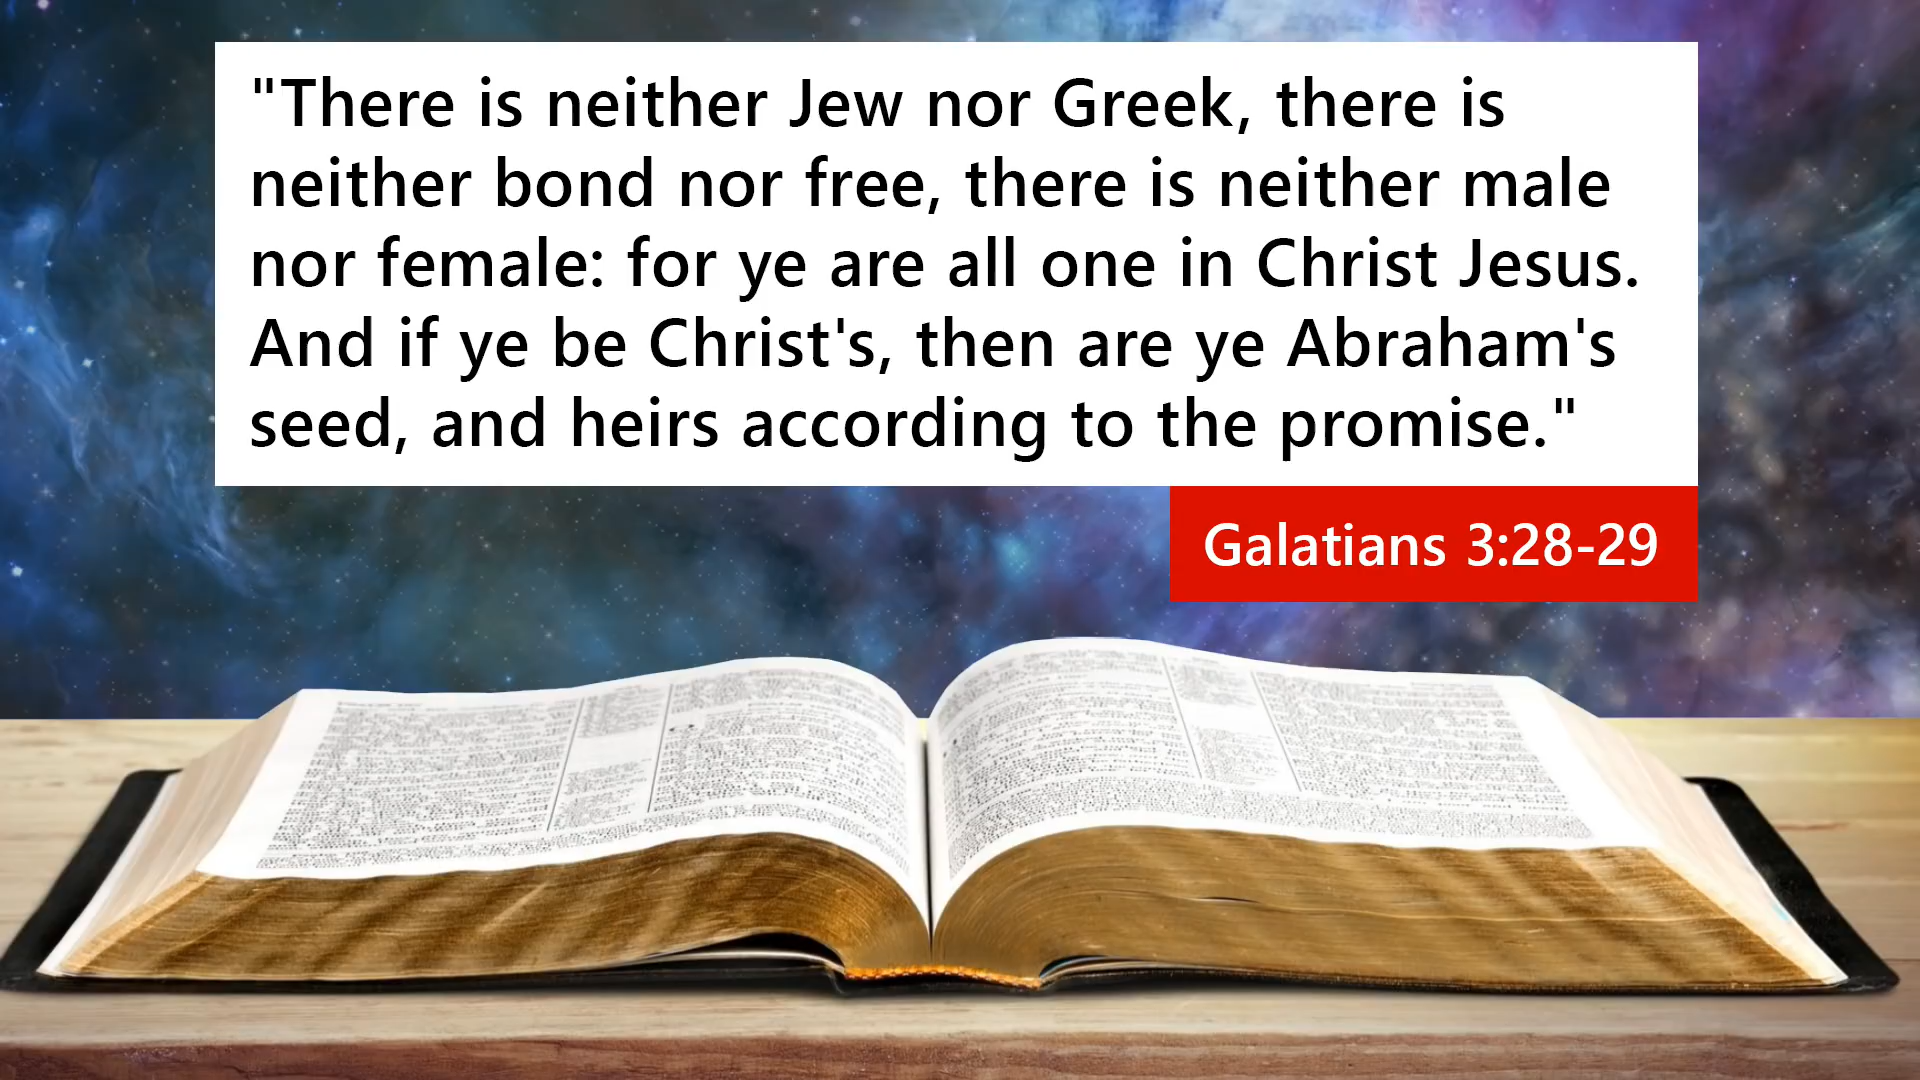 "There is neither Jew nor Greek, there is
neither bond nor free, there is neither male
nor female: for ye are all one in Christ Jesus.
And if ye be Christ's, then are ye Abraham's
seed, and heirs according to the promise."
Galatians 3:28-29